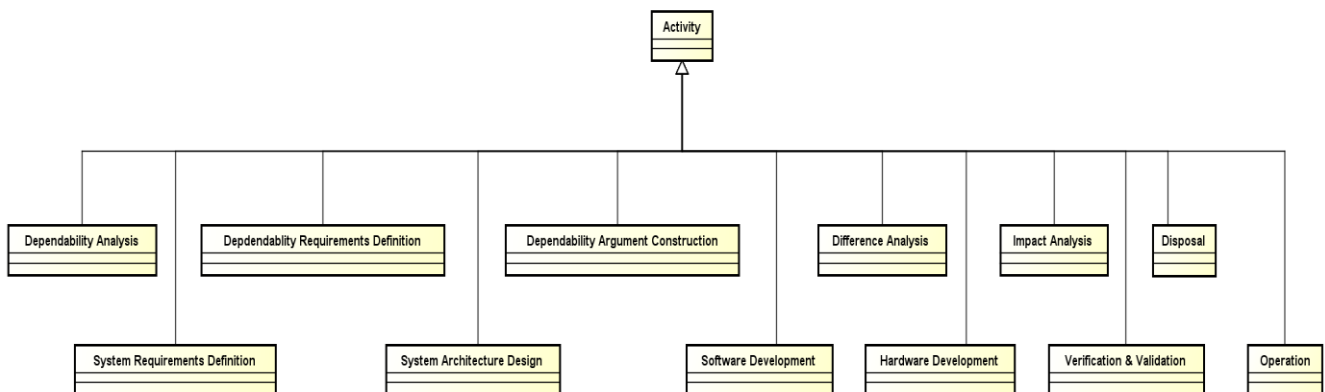 Activity
Dependability Analysis
Depdendablity Requirements Definition
Dependability Argument Construction
Difference Analysis
Impact Analysis
Disposal
System Requirements Definition
System Architecture Design
Software Development
Hardware Development
Verification & Validation
Operation